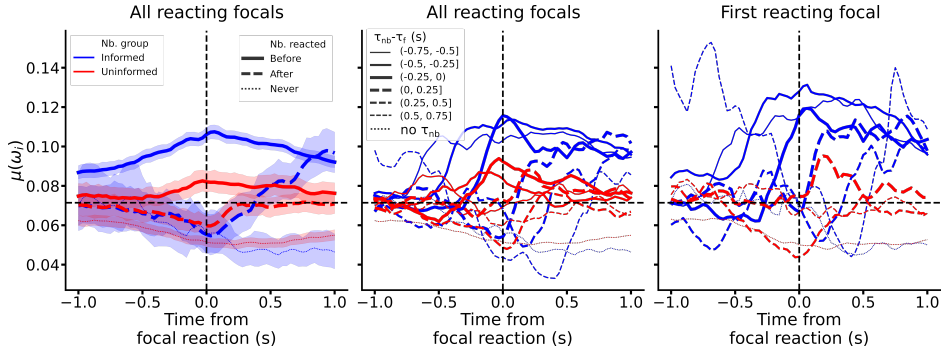 All reacting focals
All reacting focals
First reacting focal
μ(ωᵢ)
0.14
0.12
0.10
0.08
0.06
0.04
Nb. group
Informed
Uninformed
Nb. reacted
Before
After
Never
τnb-τf (s)
(-0.75, -0.5]
(-0.5, -0.25]
(-0.25, 0)
(0, 0.25]
(0.25, 0.5]
(0.5, 0.75]
no τnb
−1.0 −0.5 0.0 0.5 1.0
−1.0 −0.5 0.0 0.5 1.0
−1.0 −0.5 0.0 0.5 1.0
Time from
focal reaction (s)
Time from
focal reaction (s)
Time from
focal reaction (s)